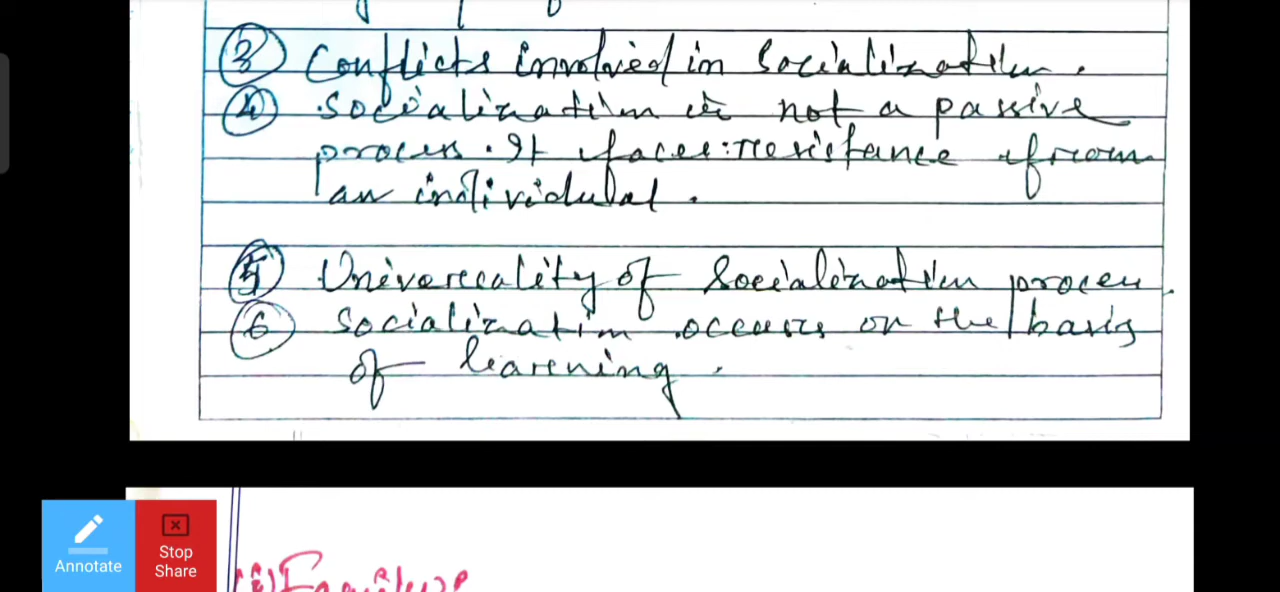 ③ Conflicts involved in Socialization.
④ Socialization is not a passive
process. It faces resistance from
an individual.
⑤ Universality of Socialization process.
⑥ Socialization occurs on the basis
of learning.
Annotate
Stop
Share